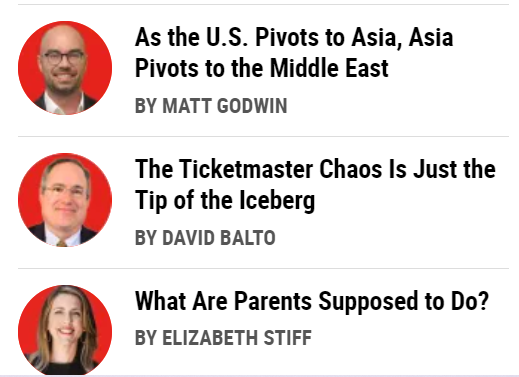 As the U.S. Pivots to Asia, Asia
Pivots to the Middle East
BY MATT GODWIN
The Ticketmaster Chaos Is Just the
Tip of the Iceberg
BY DAVID BALTO
What Are Parents Supposed to Do?
BY ELIZABETH STIFF